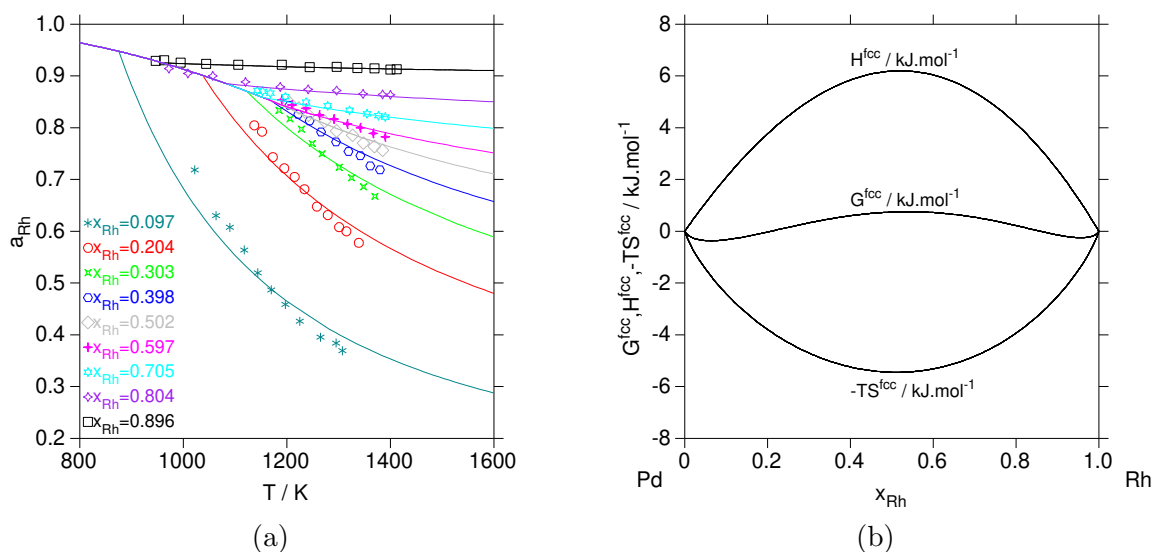 1.0
0.9
0.8
0.7
0.6
0.5
0.4
0.3
0.2
a_Rh
x_Rh=0.097
x_Rh=0.204
x_Rh=0.303
x_Rh=0.398
x_Rh=0.502
x_Rh=0.597
x_Rh=0.705
x_Rh=0.804
x_Rh=0.896
800 1000 1200 1400 1600
T / K
(a)
8
6
4
2
0
-2
-4
-6
-8
G^fcc,H^fcc,-TS^fcc / kJ.mol^-1
H^fcc / kJ.mol^-1
G^fcc / kJ.mol^-1
-TS^fcc / kJ.mol^-1
0 0.2 0.4 0.6 0.8 1.0
Pd x_Rh Rh
(b)